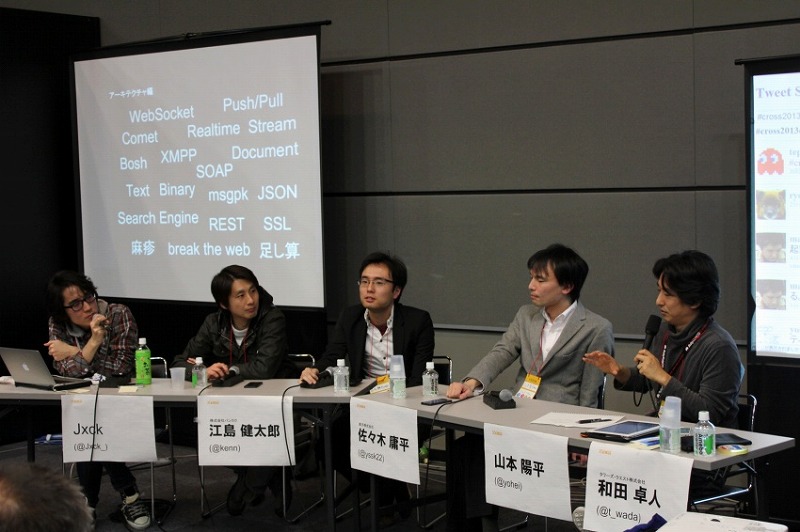 アーキテクチャ編
WebSocket Push/Pull
Comet Realtime Stream
Bosh XMPP Document
SOAP
Text Binary msgpk JSON
Search Engine REST SSL
麻疹 break the web 足し算
Tweet S
#cross2013
#cross2013
Jxck
(@Jxck_)
江島 健太郎
(@kenn)
佐々木 庸平
(@yssk22)
山本 陽平
(@yohei)
和田 卓人
(@t_wada)